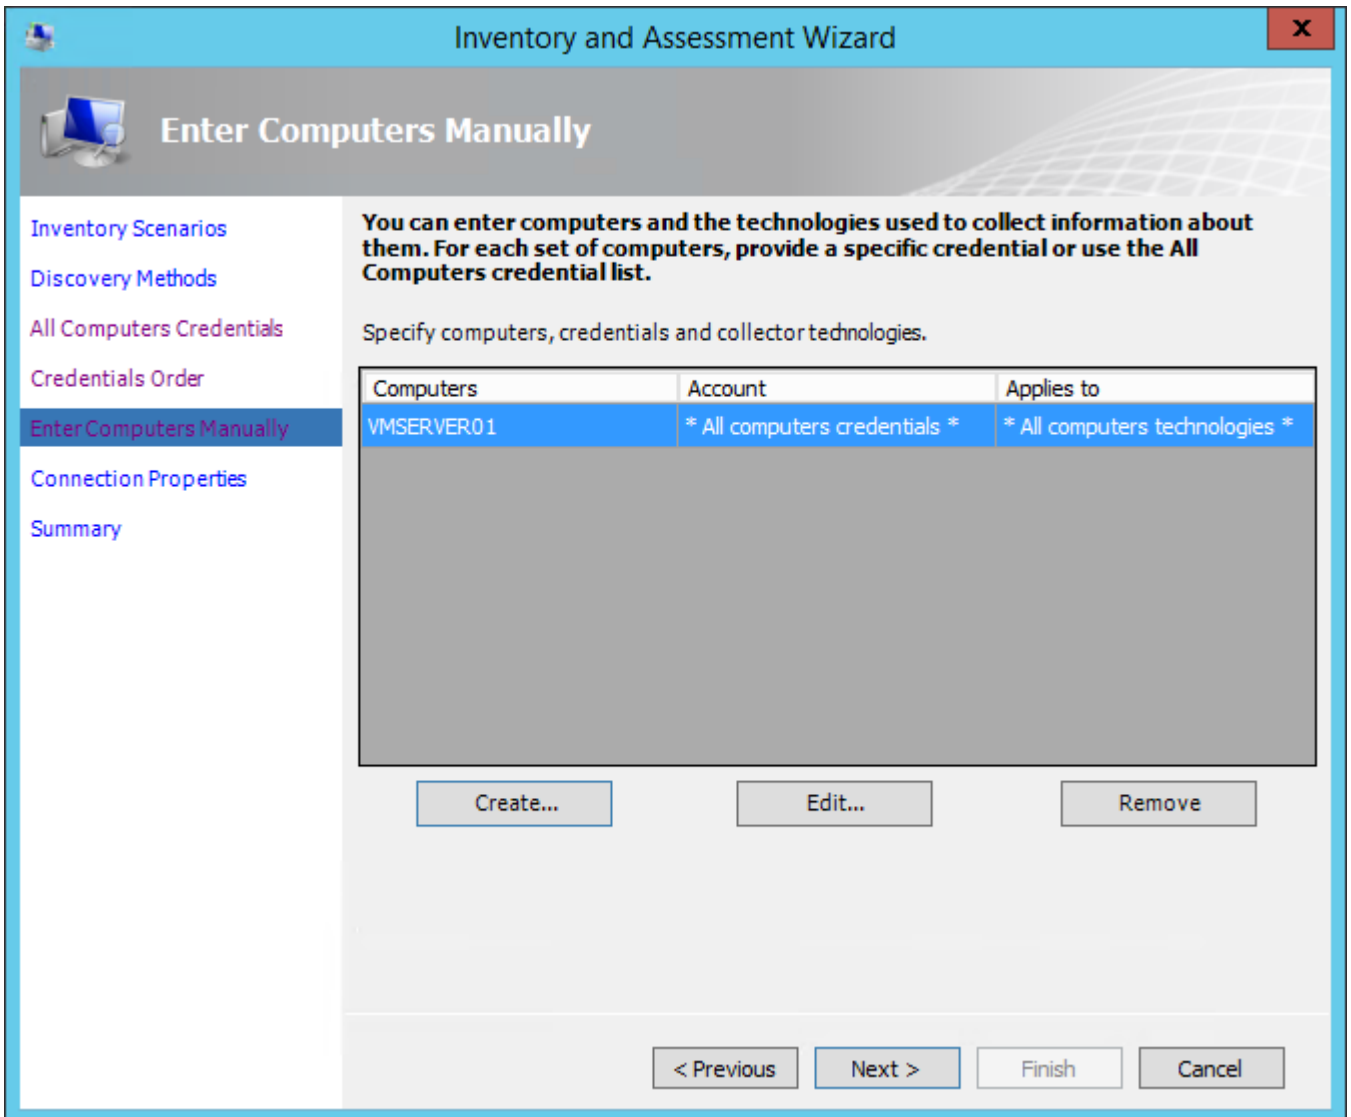 Inventory and Assessment Wizard
X
Enter Computers Manually
Inventory Scenarios
Discovery Methods
All Computers Credentials
Credentials Order
Enter Computers Manually
Connection Properties
Summary
You can enter computers and the technologies used to collect information about
them. For each set of computers, provide a specific credential or use the All
Computers credential list.
Specify computers, credentials and collector technologies.
Computers Account Applies to
VMSERVER01 * All computers credentials * * All computers technologies *
Create... Edit... Remove
< Previous Next > Finish Cancel